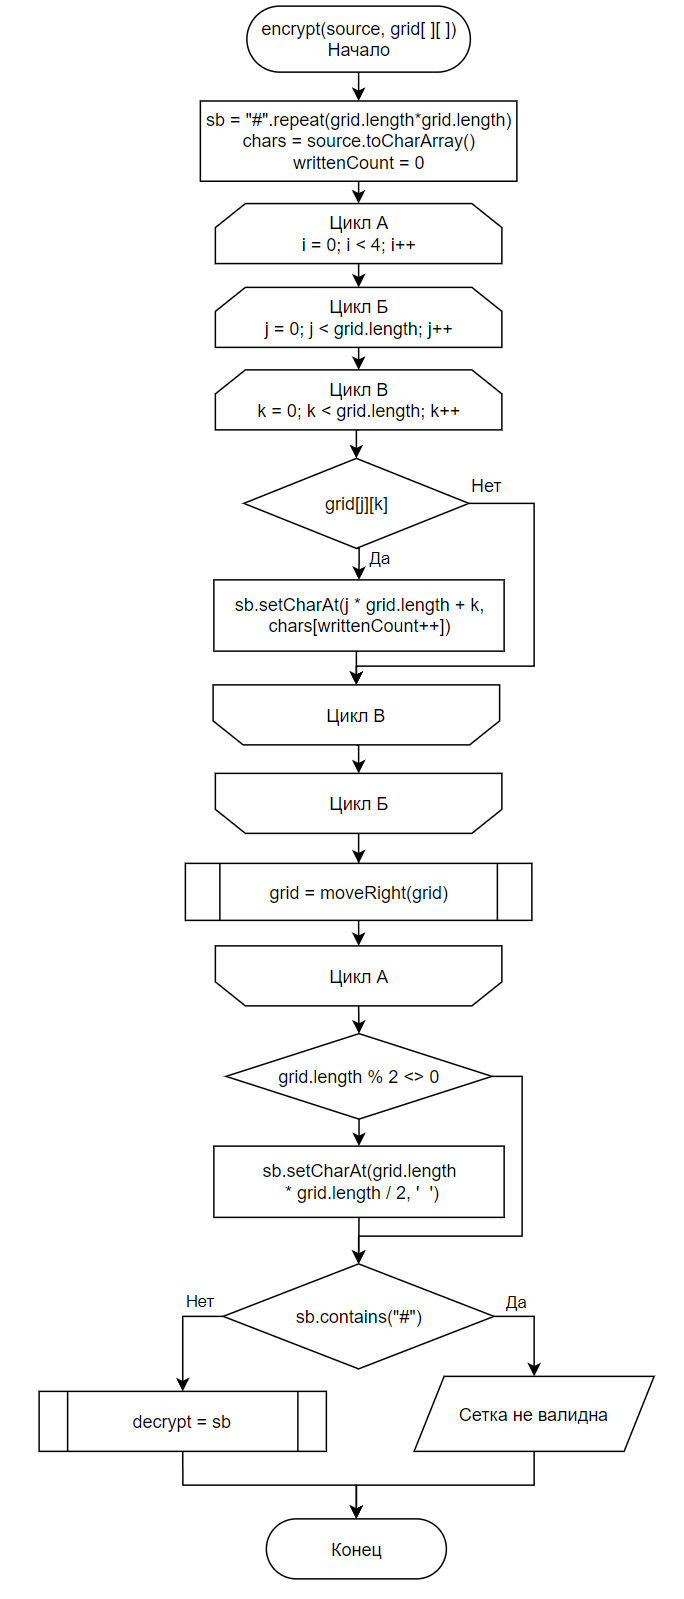 encrypt(source, grid[ ][ ])
Начало
sb = "#".repeat(grid.length*grid.length)
chars = source.toCharArray()
writtenCount = 0
Цикл А
i = 0; i < 4; i++
Цикл Б
j = 0; j < grid.length; j++
Цикл В
k = 0; k < grid.length; k++
grid[j][k]
Нет
Да
sb.setCharAt(j * grid.length + k,
chars[writtenCount++])
Цикл В
Цикл Б
grid = moveRight(grid)
Цикл А
grid.length % 2 <> 0
sb.setCharAt(grid.length
* grid.length / 2, ' ')
sb.contains("#")
Нет
Да
decrypt = sb
Сетка не валидна
Конец